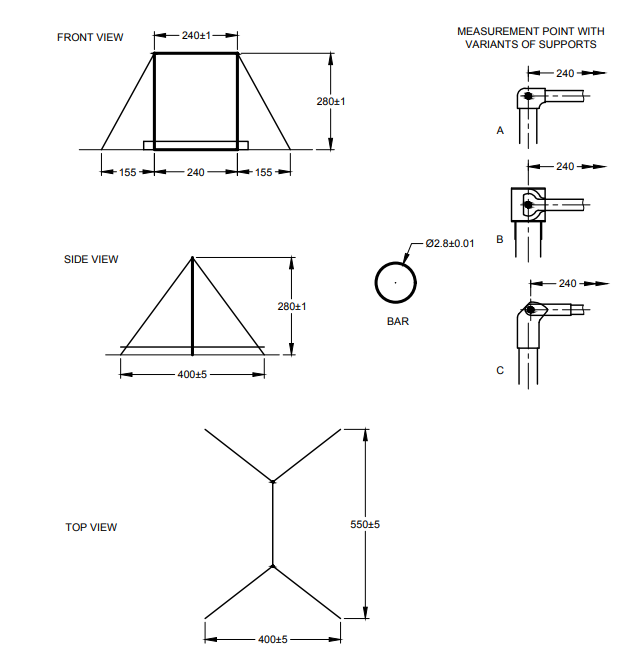 FRONT VIEW
240±1
280±1
155
240
155
MEASUREMENT POINT WITH
VARIANTS OF SUPPORTS
240
A
240
B
240
C
SIDE VIEW
280±1
400±5
Ø2.8±0.01
BAR
TOP VIEW
550±5
400±5